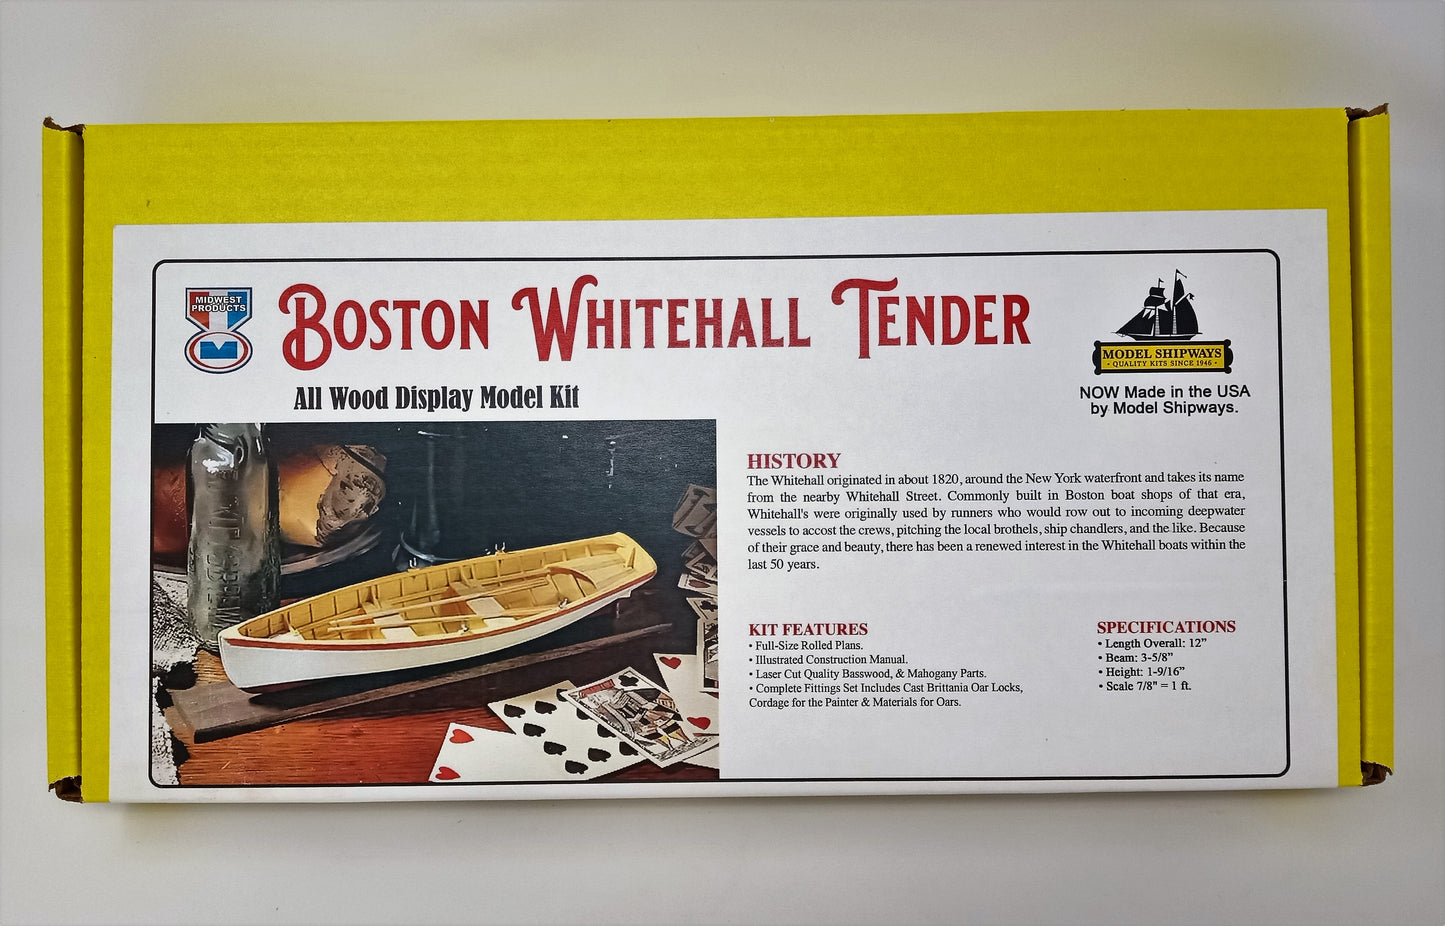 MIDWEST
PRODUCTS
BOSTON WHITEHALL TENDER
All Wood Display Model Kit
MODEL SHIPWAYS
• QUALITY KITS SINCE 1946 •
NOW Made in the USA
by Model Shipways.
HISTORY
The Whitehall originated in about 1820, around the New York waterfront and takes its name
from the nearby Whitehall Street. Commonly built in Boston boat shops of that era,
Whitehall's were originally used by runners who would row out to incoming deepwater
vessels to accost the crews, pitching the local brothels, ship chandlers, and the like. Because
of their grace and beauty, there has been a renewed interest in the Whitehall boats within the
last 50 years.
KIT FEATURES
• Full-Size Rolled Plans.
• Illustrated Construction Manual.
• Laser Cut Quality Basswood, & Mahogany Parts.
• Complete Fittings Set Includes Cast Brittania Oar Locks,
Cordage for the Painter & Materials for Oars.
SPECIFICATIONS
• Length Overall: 12”
• Beam: 3-5/8”
• Height: 1-9/16”
• Scale 7/8" = 1 ft.